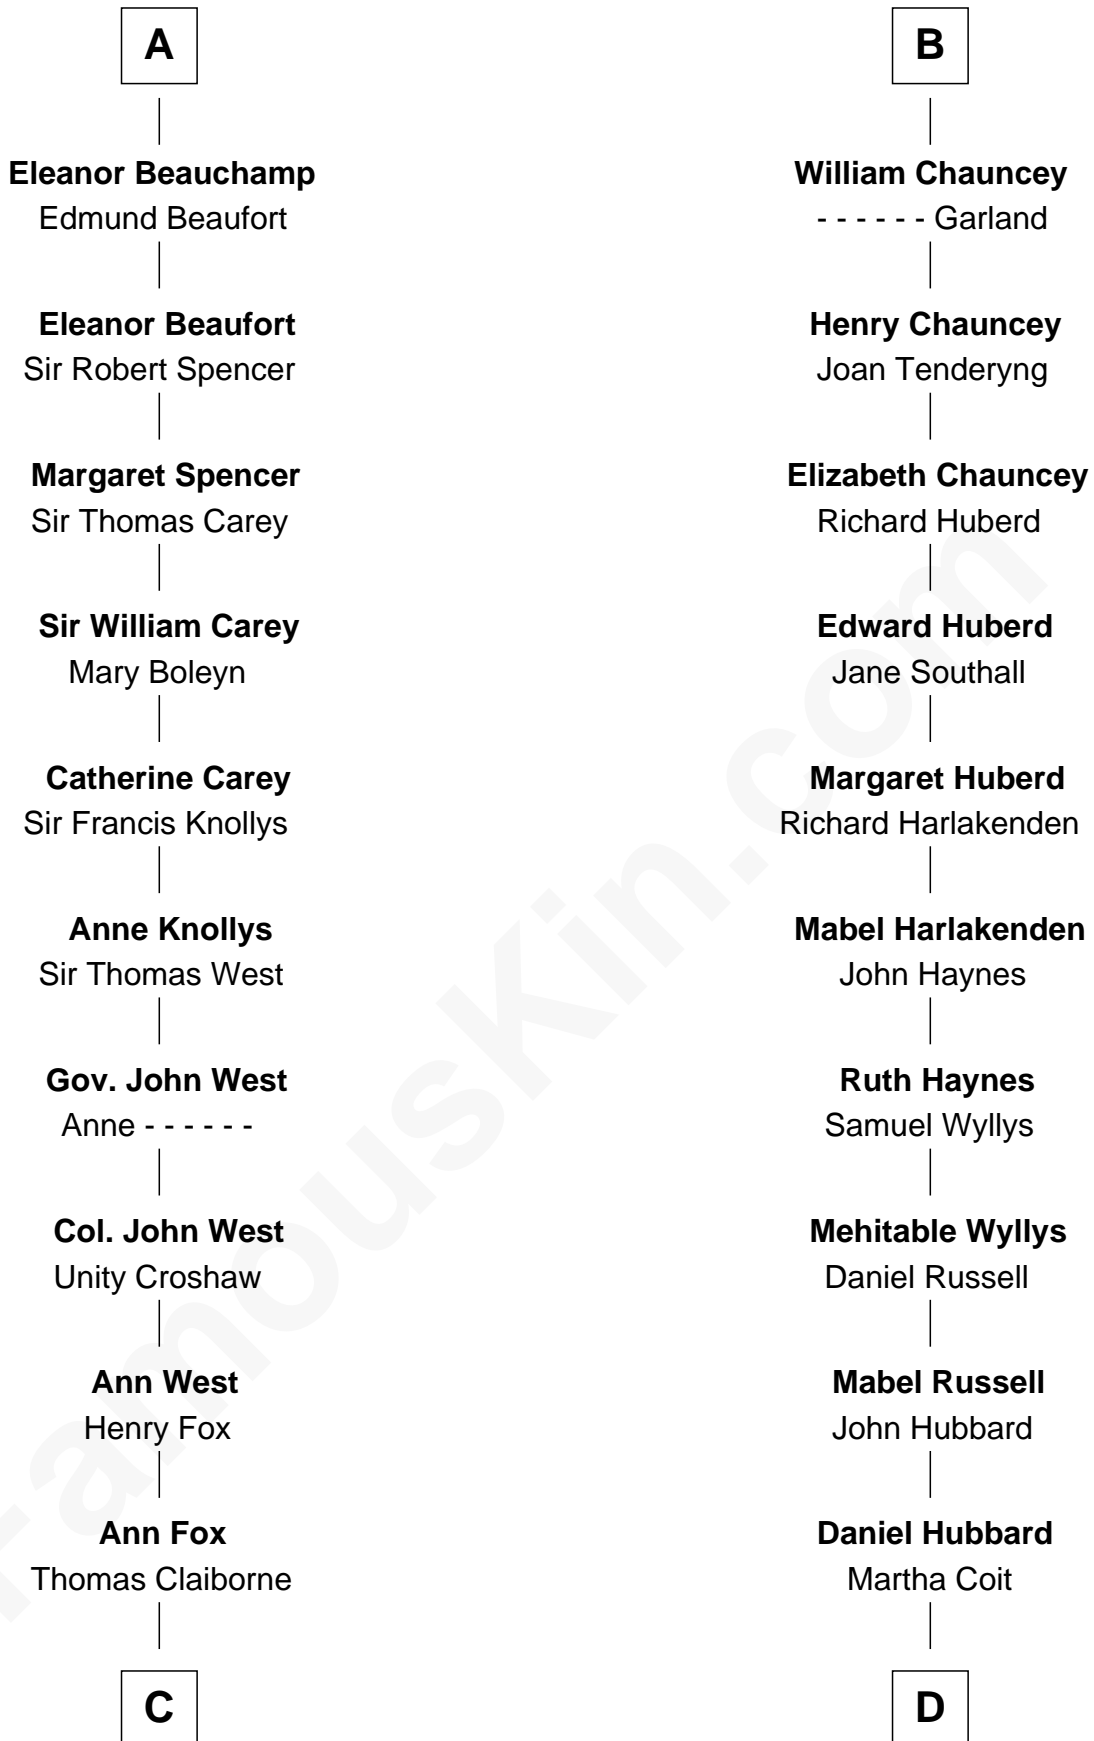 A
Eleanor Beauchamp
Edmund Beaufort
Eleanor Beaufort
Sir Robert Spencer
Margaret Spencer
Sir Thomas Carey
Sir William Carey
Mary Boleyn
Catherine Carey
Sir Francis Knollys
Anne Knollys
Sir Thomas West
Gov. John West
Anne - - - - - -
Col. John West
Unity Croshaw
Ann West
Henry Fox
Ann Fox
Thomas Claiborne
C
B
William Chauncey
- - - - - - Garland
Henry Chauncey
Joan Tenderyng
Elizabeth Chauncey
Richard Huberd
Edward Huberd
Jane Southall
Margaret Huberd
Richard Harlakenden
Mabel Harlakenden
John Haynes
Ruth Haynes
Samuel Wyllys
Mehitable Wyllys
Daniel Russell
Mabel Russell
John Hubbard
Daniel Hubbard
Martha Coit
D
FamousKin.com